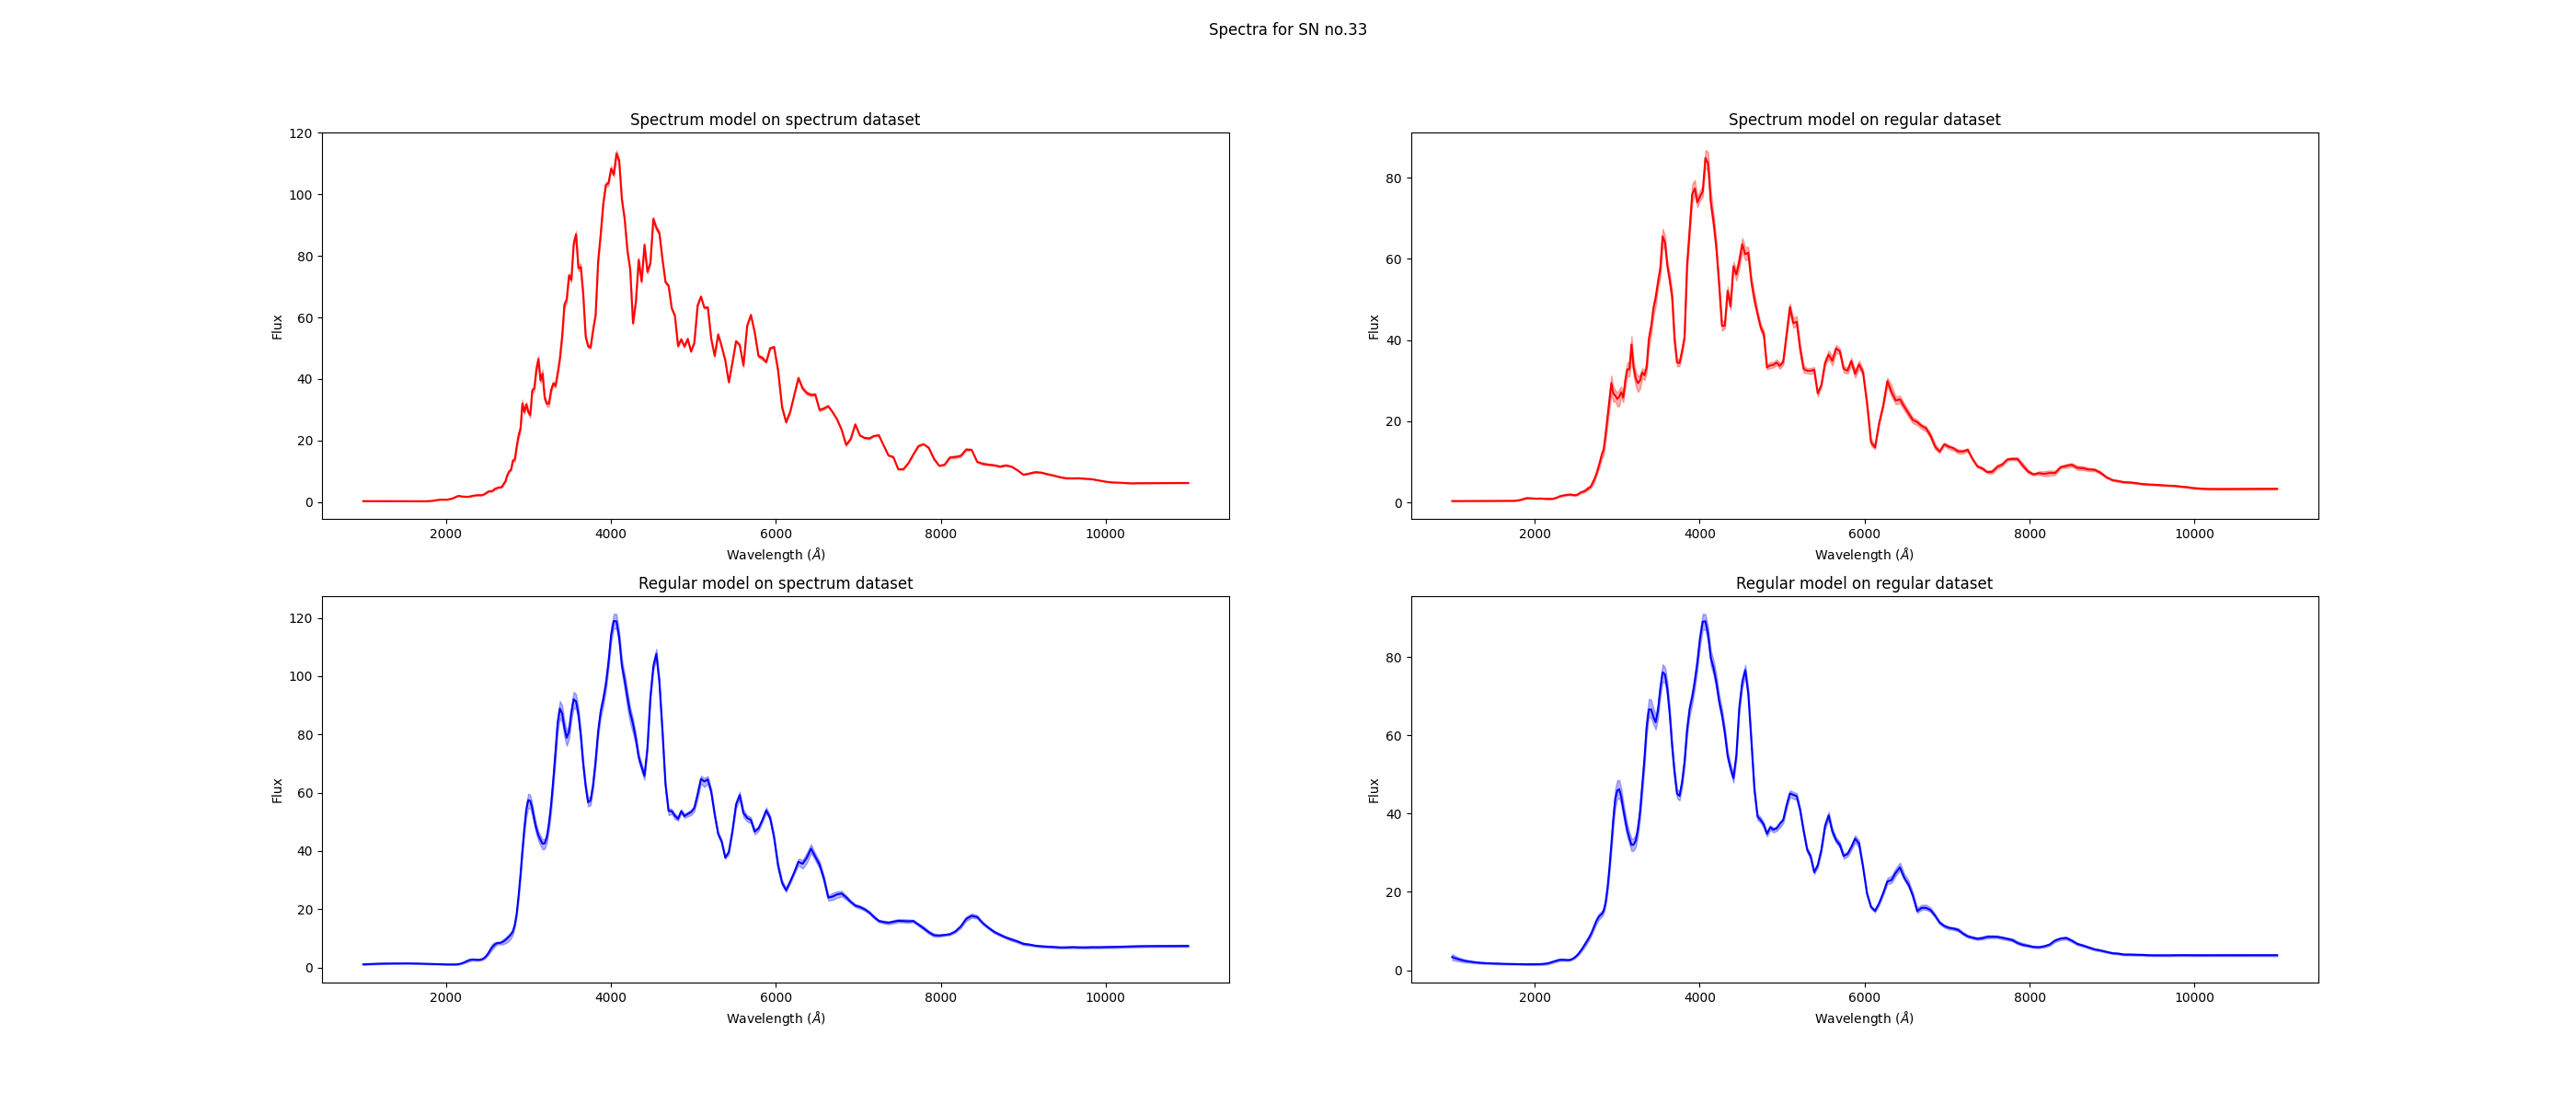 Spectra for SN no.33
Spectrum model on spectrum dataset
120
100
80
60
40
20
0
Flux
2000 4000 6000 8000 10000
Wavelength (Å)
Spectrum model on regular dataset
80
60
40
20
0
Flux
2000 4000 6000 8000 10000
Wavelength (Å)
Regular model on spectrum dataset
120
100
80
60
40
20
0
Flux
2000 4000 6000 8000 10000
Wavelength (Å)
Regular model on regular dataset
80
60
40
20
0
Flux
2000 4000 6000 8000 10000
Wavelength (Å)